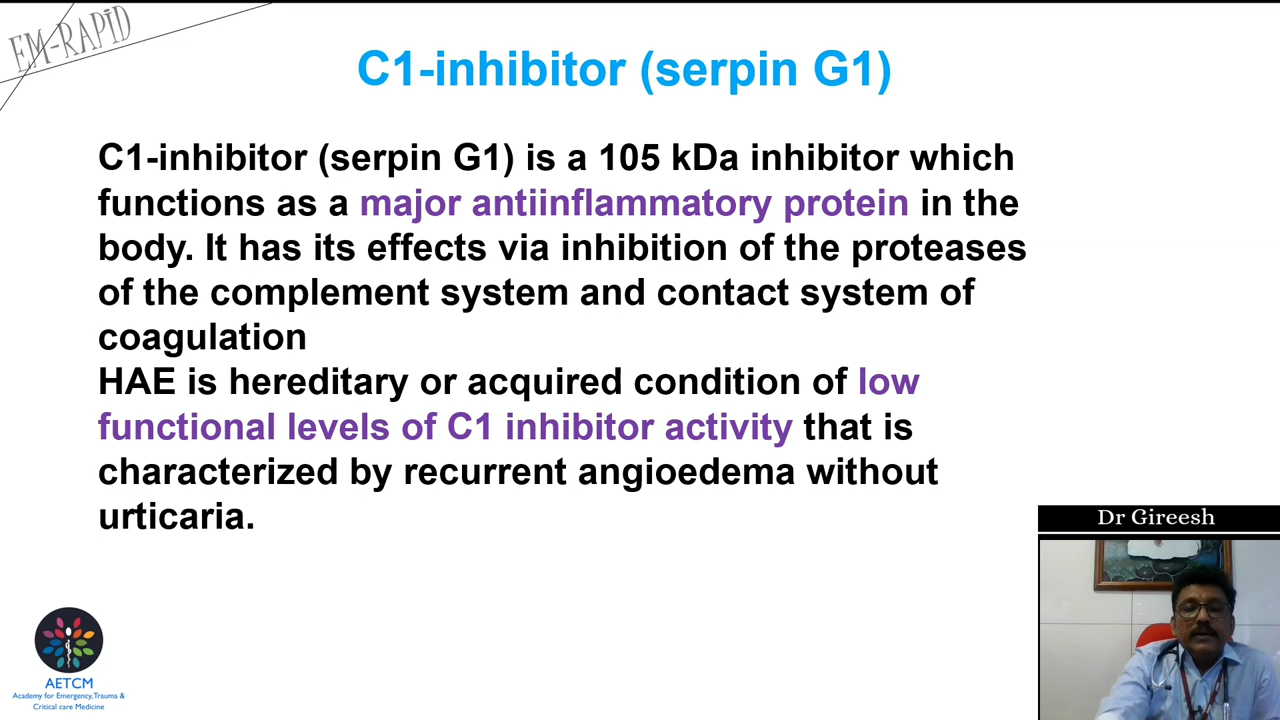 EM-RAPID
C1-inhibitor (serpin G1)
C1-inhibitor (serpin G1) is a 105 kDa inhibitor which
functions as a major antiinflammatory protein in the
body. It has its effects via inhibition of the proteases
of the complement system and contact system of
coagulation
HAE is hereditary or acquired condition of low
functional levels of C1 inhibitor activity that is
characterized by recurrent angioedema without
urticaria.
Dr Gireesh
AETCM
Academy for Emergency, Trauma &
Critical care Medicine